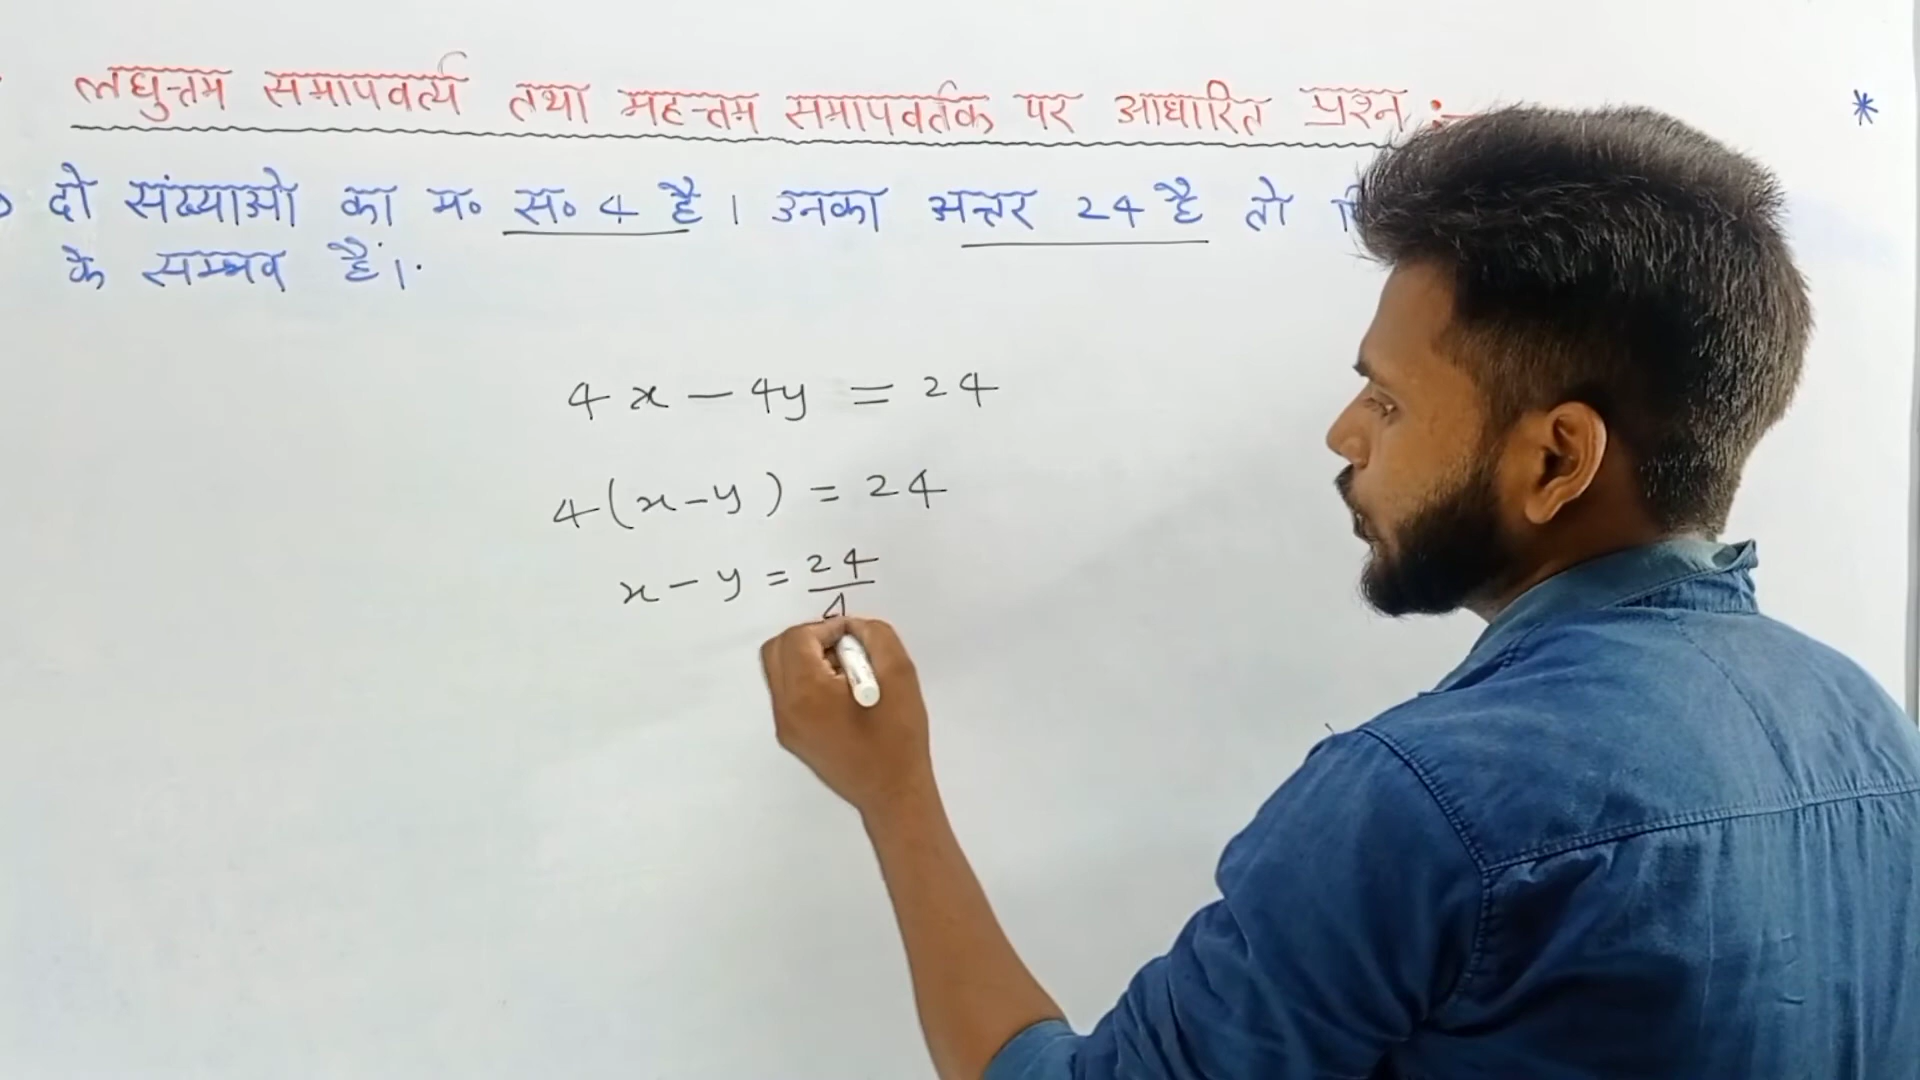 लघुत्तम समापवर्त्य तथा महत्तम समापवर्तक पर आधारित प्रश्न :-
*
दो संख्याओ का म० स० 4 है। उनका अन्तर 24 है तो
के सम्भव हैं।
4x - 4y = 24
4(x-y) = 24
x - y = 24/4